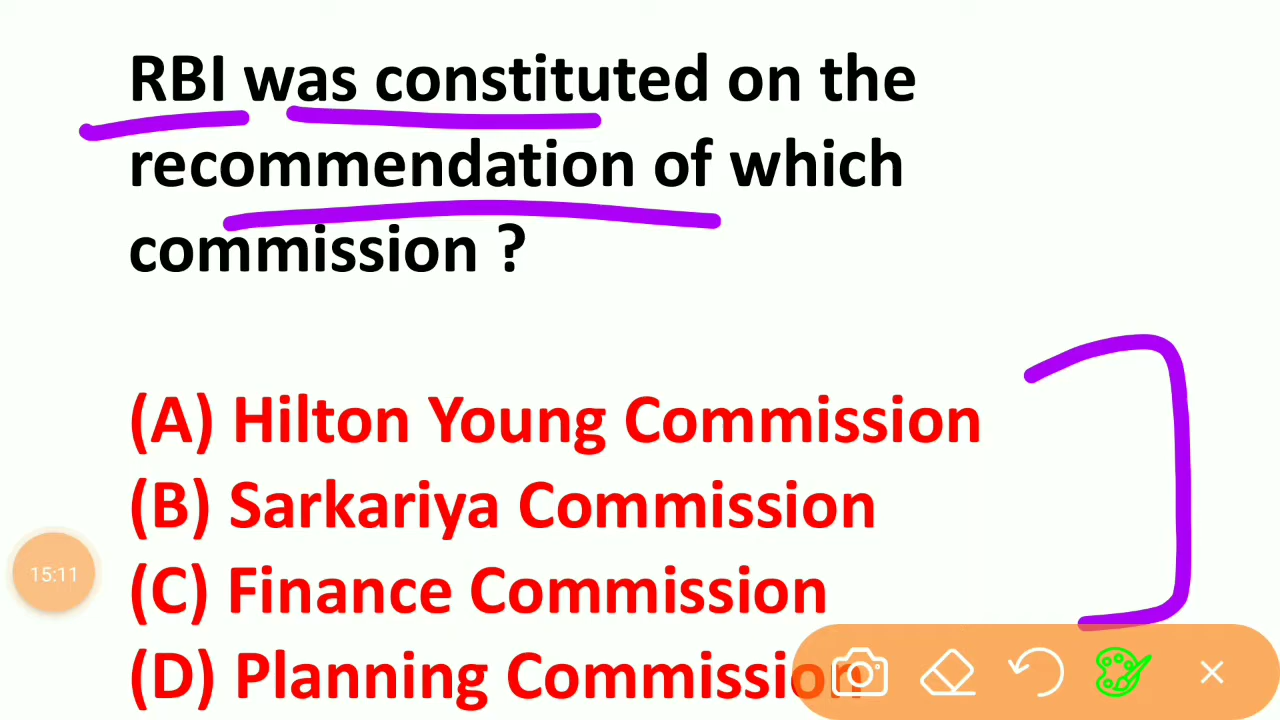 RBI was constituted on the
recommendation of which
commission ?
(A) Hilton Young Commission
(B) Sarkariya Commission
(C) Finance Commission
15:11
(D) Planning Commission